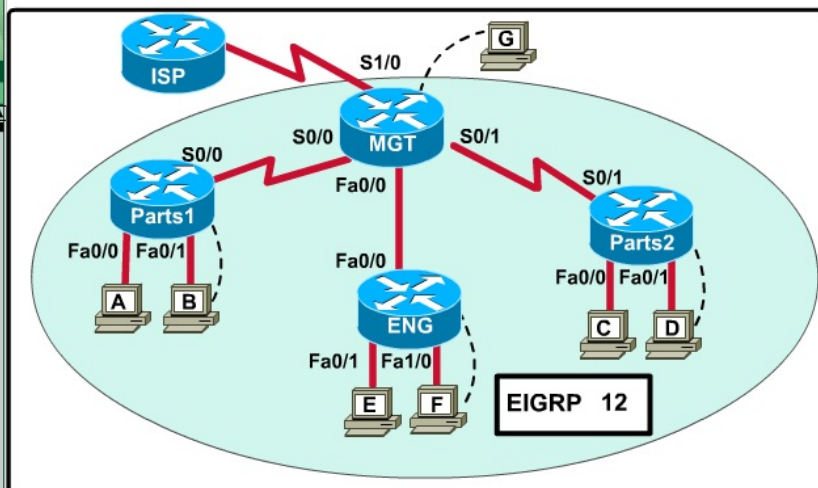 G
ISP
S1/0
MGT
S0/0
S0/0
S0/1
Fa0/0
S0/1
Parts1
Parts2
Fa0/0
Fa0/1
Fa0/0
Fa0/0
Fa0/1
A
B
ENG
C
D
Fa0/1
Fa1/0
E
F
EIGRP 12